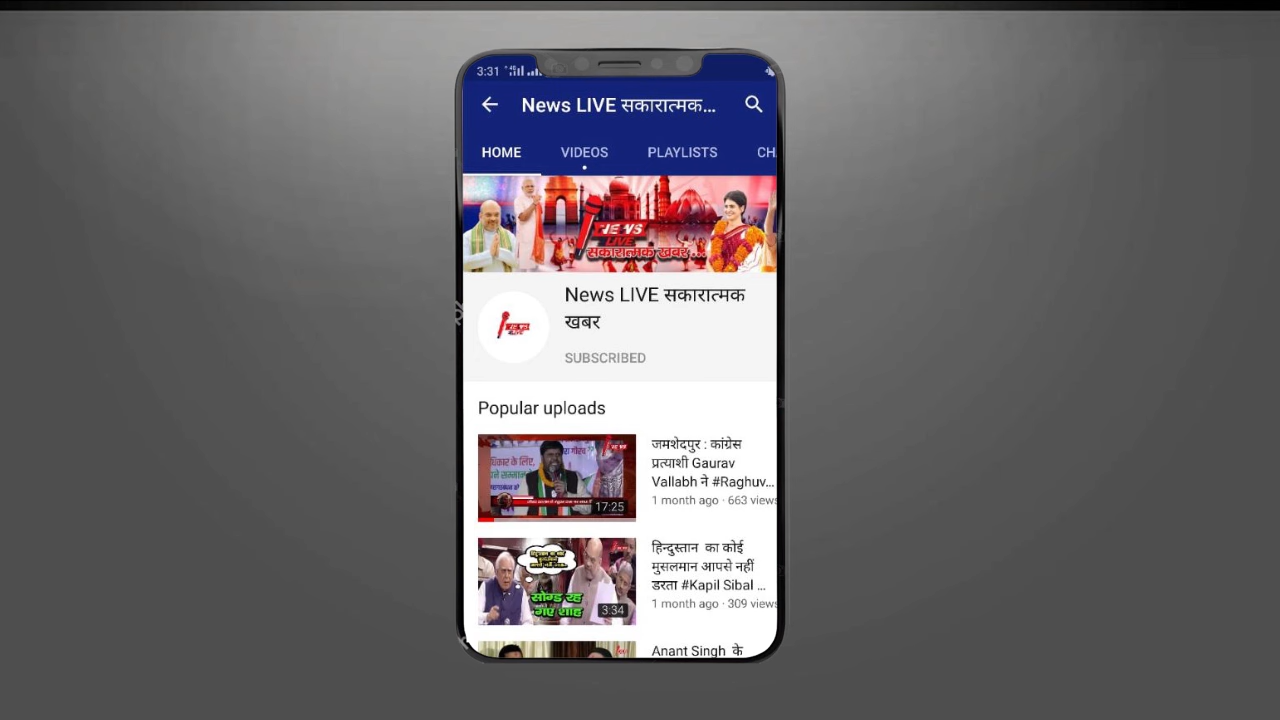 3:31
News LIVE सकारात्मक...
HOME VIDEOS PLAYLISTS CH
NEWS
LIVE
सकारात्मक खबर ...
News LIVE सकारात्मक
खबर
SUBSCRIBED
Popular uploads
धिकार के लिए,
17:25
जमशेदपुर : कांग्रेस
प्रत्याशी Gaurav
Vallabh ने #Raghuv...
1 month ago · 663 views
सोग्ड रह
गए शाह
3:34
हिन्दुस्तान का कोई
मुसलमान आपसे नहीं
डरता #Kapil Sibal ...
1 month ago · 309 views
Anant Singh के